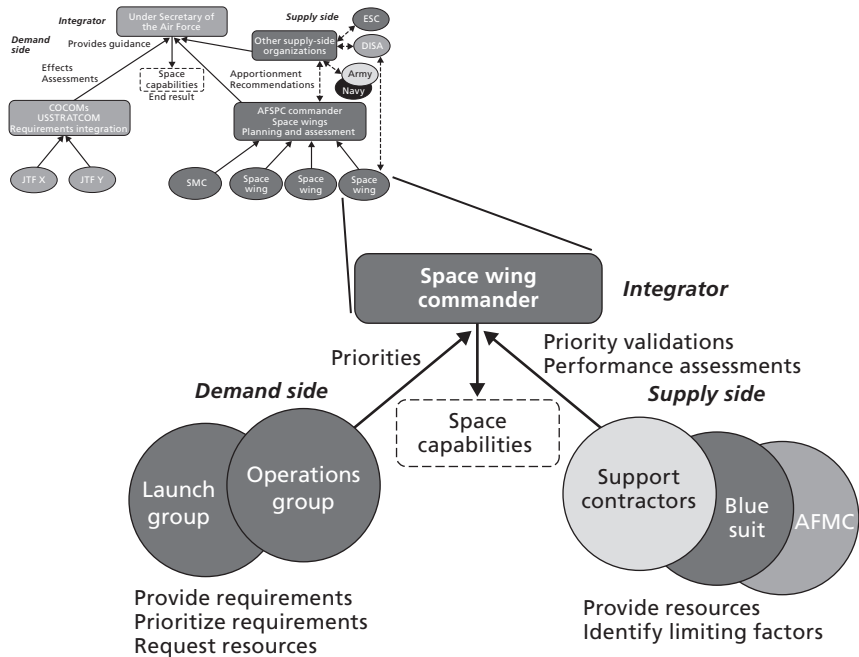 Integrator
Under Secretary of
the Air Force
Supply side
ESC
Demand
side
Provides guidance
Other supply-side
organizations
DISA
Effects
Assessments
Space
capabilities
End result
Apportionment
Recommendations
Army
Navy
COCOMs
USSTRATCOM
Requirements integration
AFSPC commander
Space wings
Planning and assessment
JTF X
JTF Y
SMC
Space
wing
Space
wing
Space
wing
Space wing
commander
Integrator
Priorities
Priority validations
Performance assessments
Demand side
Supply side
Space
capabilities
Launch
group
Operations
group
Support
contractors
Blue
suit
AFMC
Provide requirements
Prioritize requirements
Request resources
Provide resources
Identify limiting factors